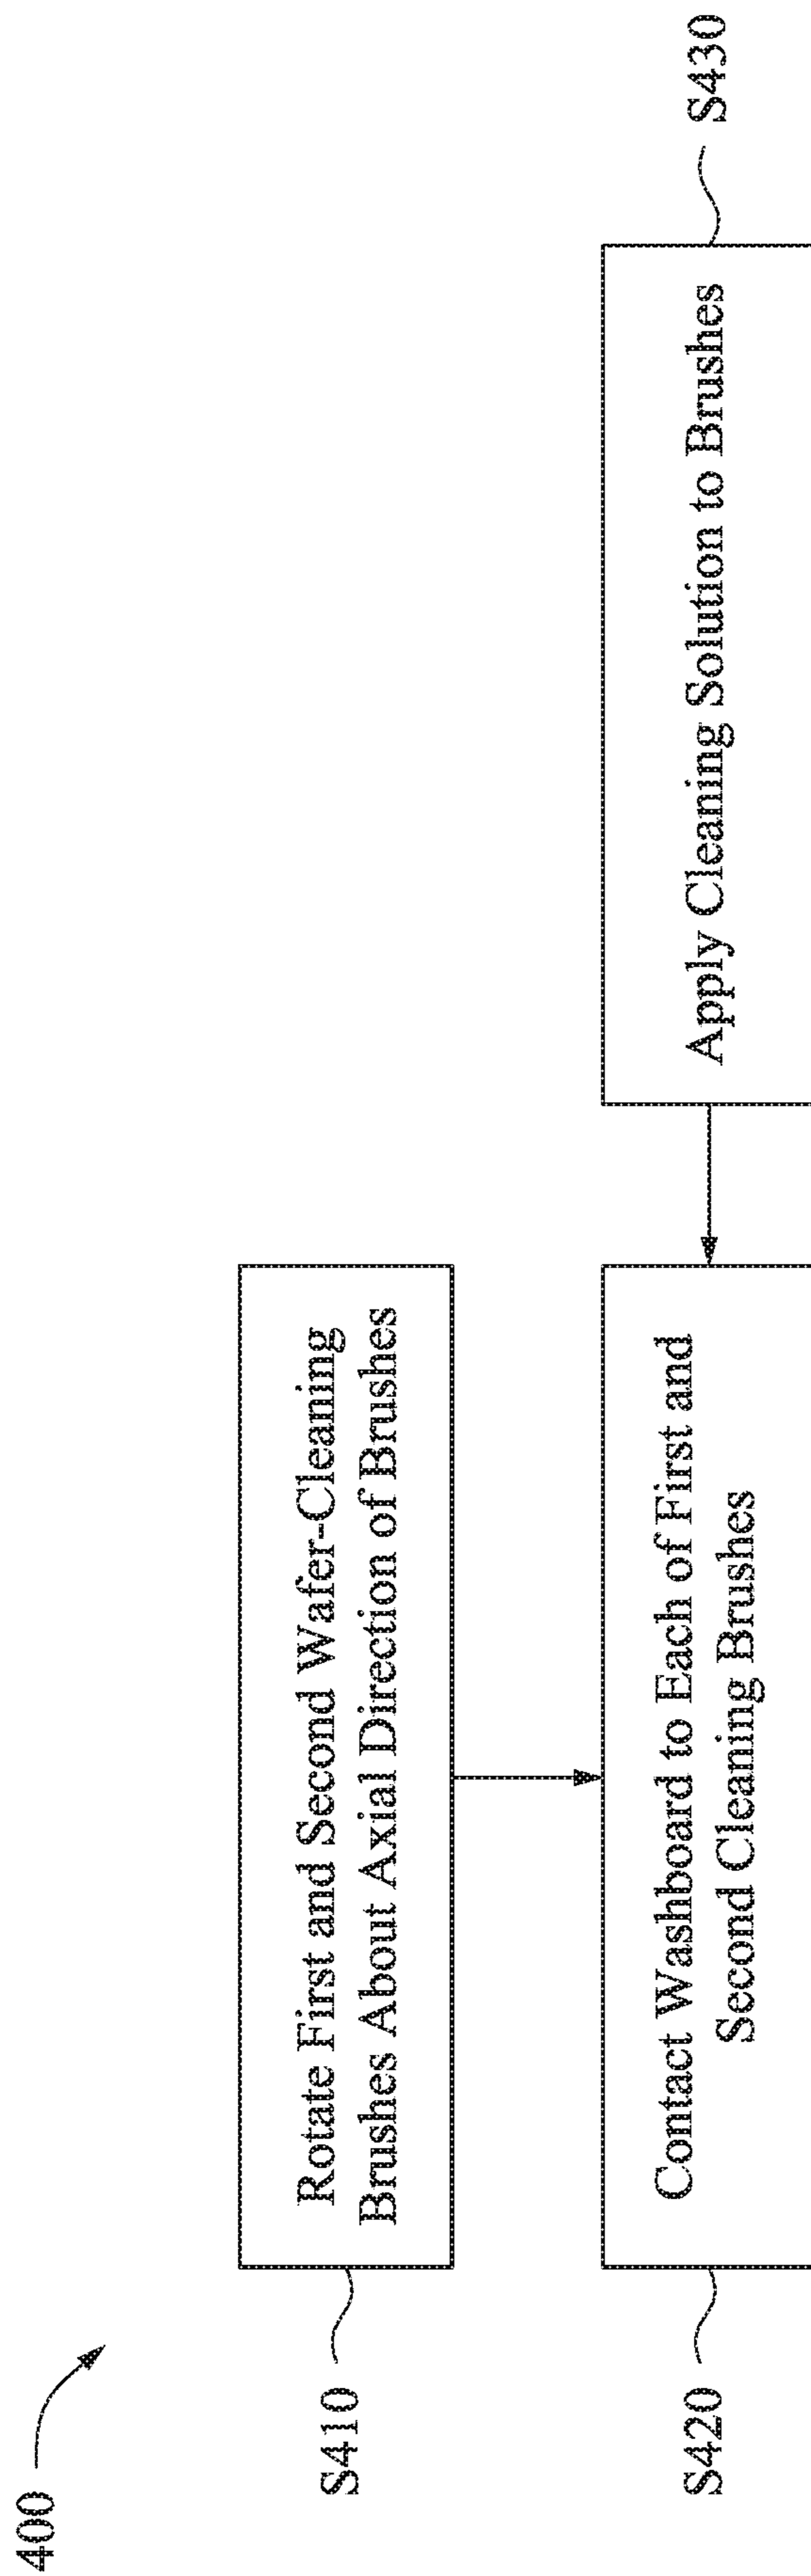 400
S410
Rotate First and Second Wafer-Cleaning
Brushes About Axial Direction of Brushes
S420
Contact Washboard to Each of First and
Second Cleaning Brushes
Apply Cleaning Solution to Brushes
S430